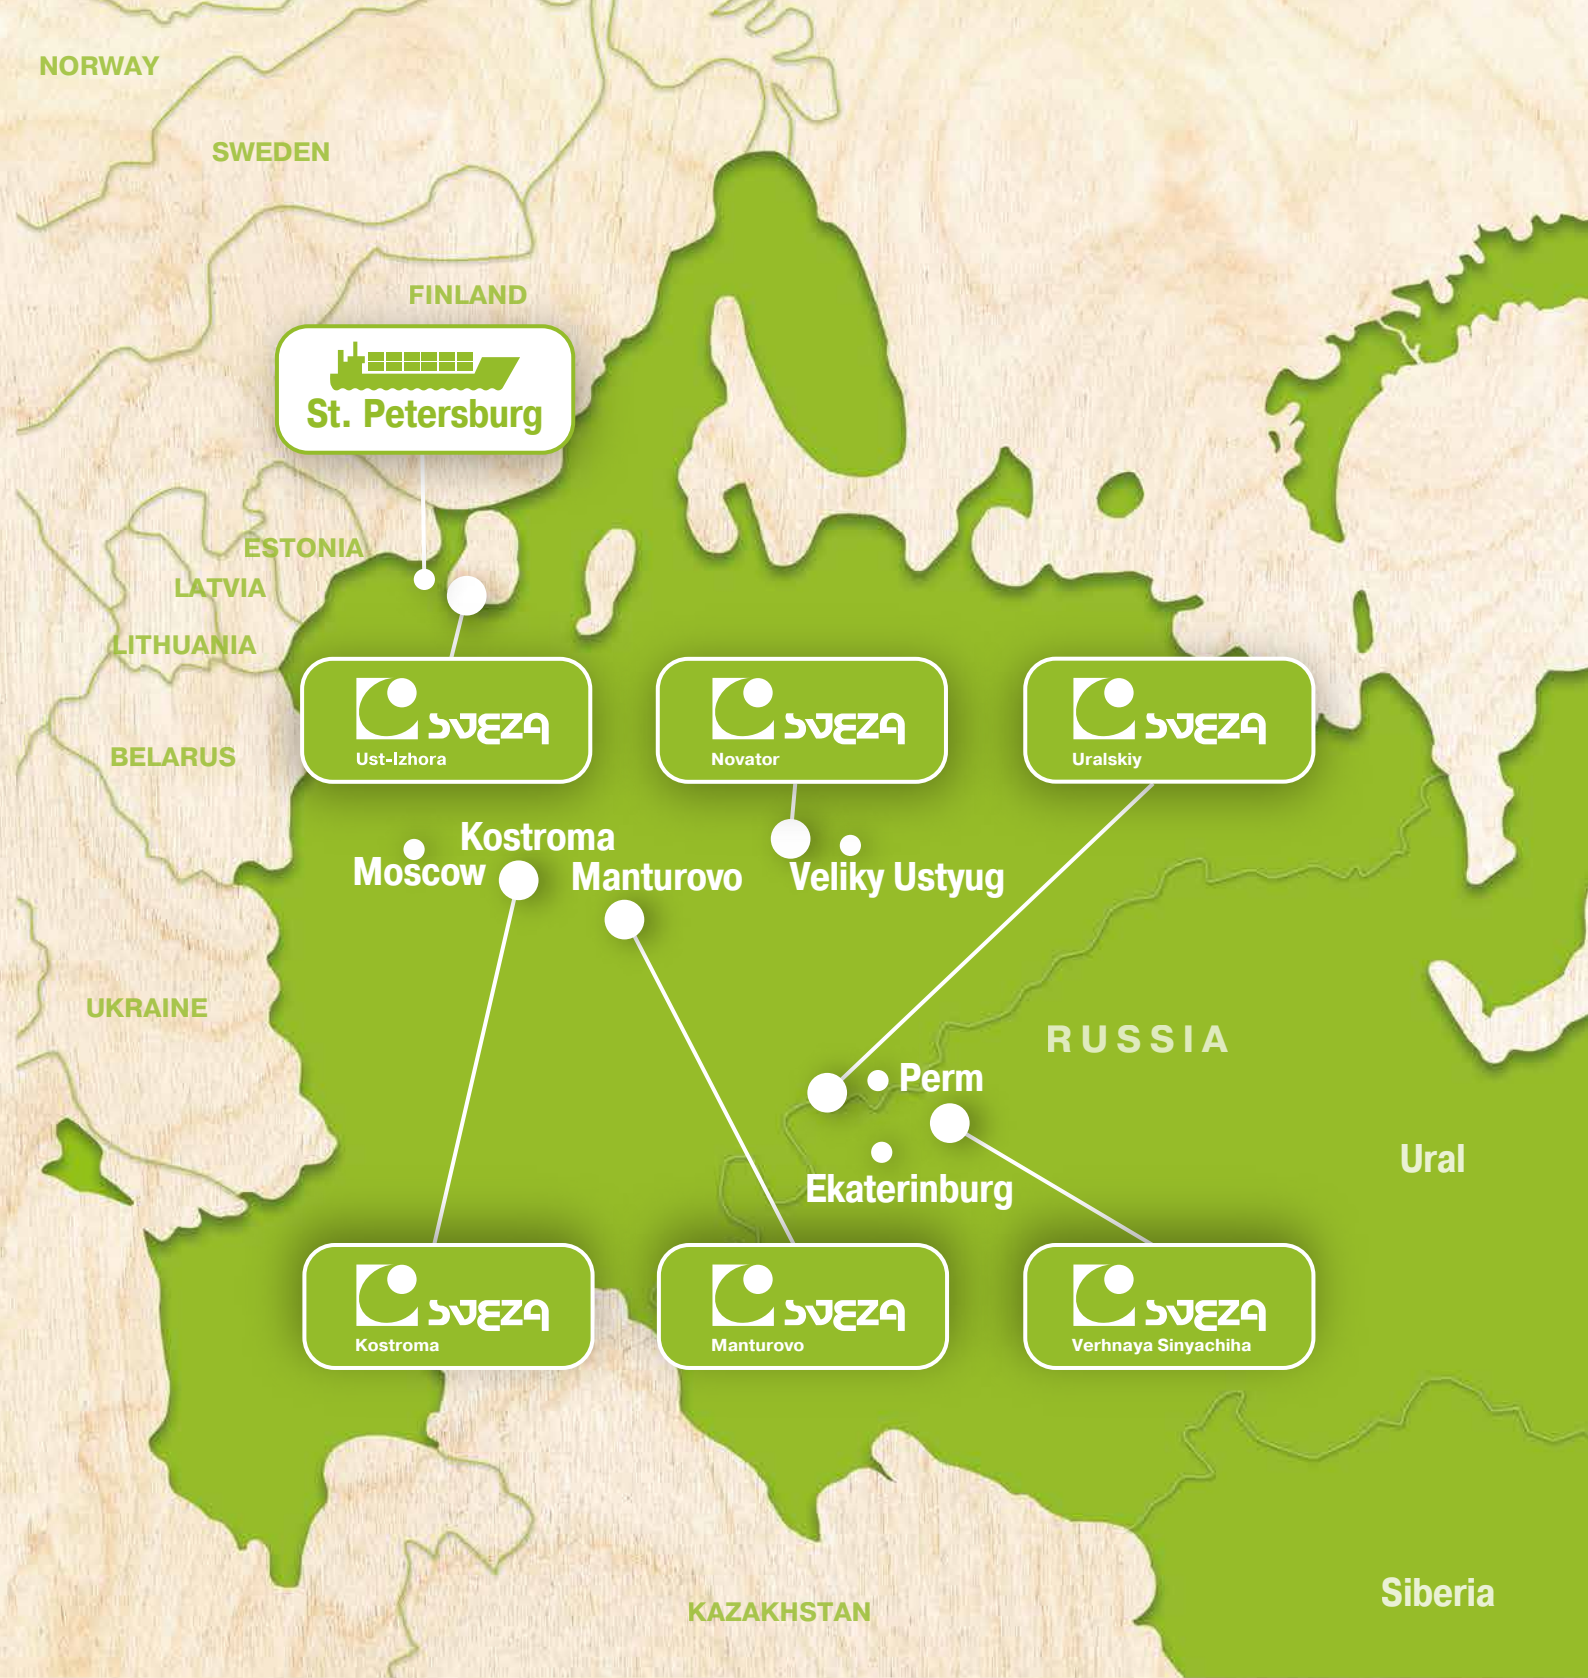 NORWAY
SWEDEN
FINLAND
St. Petersburg
ESTONIA
LATVIA
LITHUANIA
SVEZA
Ust-Izhora
SVEZA
Novator
SVEZA
Uralskiy
BELARUS
Kostroma
Moscow
Manturovo
Veliky Ustyug
UKRAINE
RUSSIA
Perm
Ural
Ekaterinburg
SVEZA
Kostroma
SVEZA
Manturovo
SVEZA
Verhnaya Sinyachiha
Siberia
KAZAKHSTAN